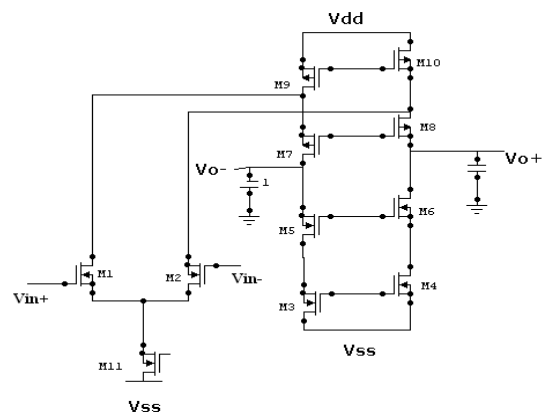 Vdd
M9
M10
M7
M8
Vo-
Vo+
1
M5
M6
M1
M2
Vin+
Vin-
M3
M4
M11
Vss
Vss